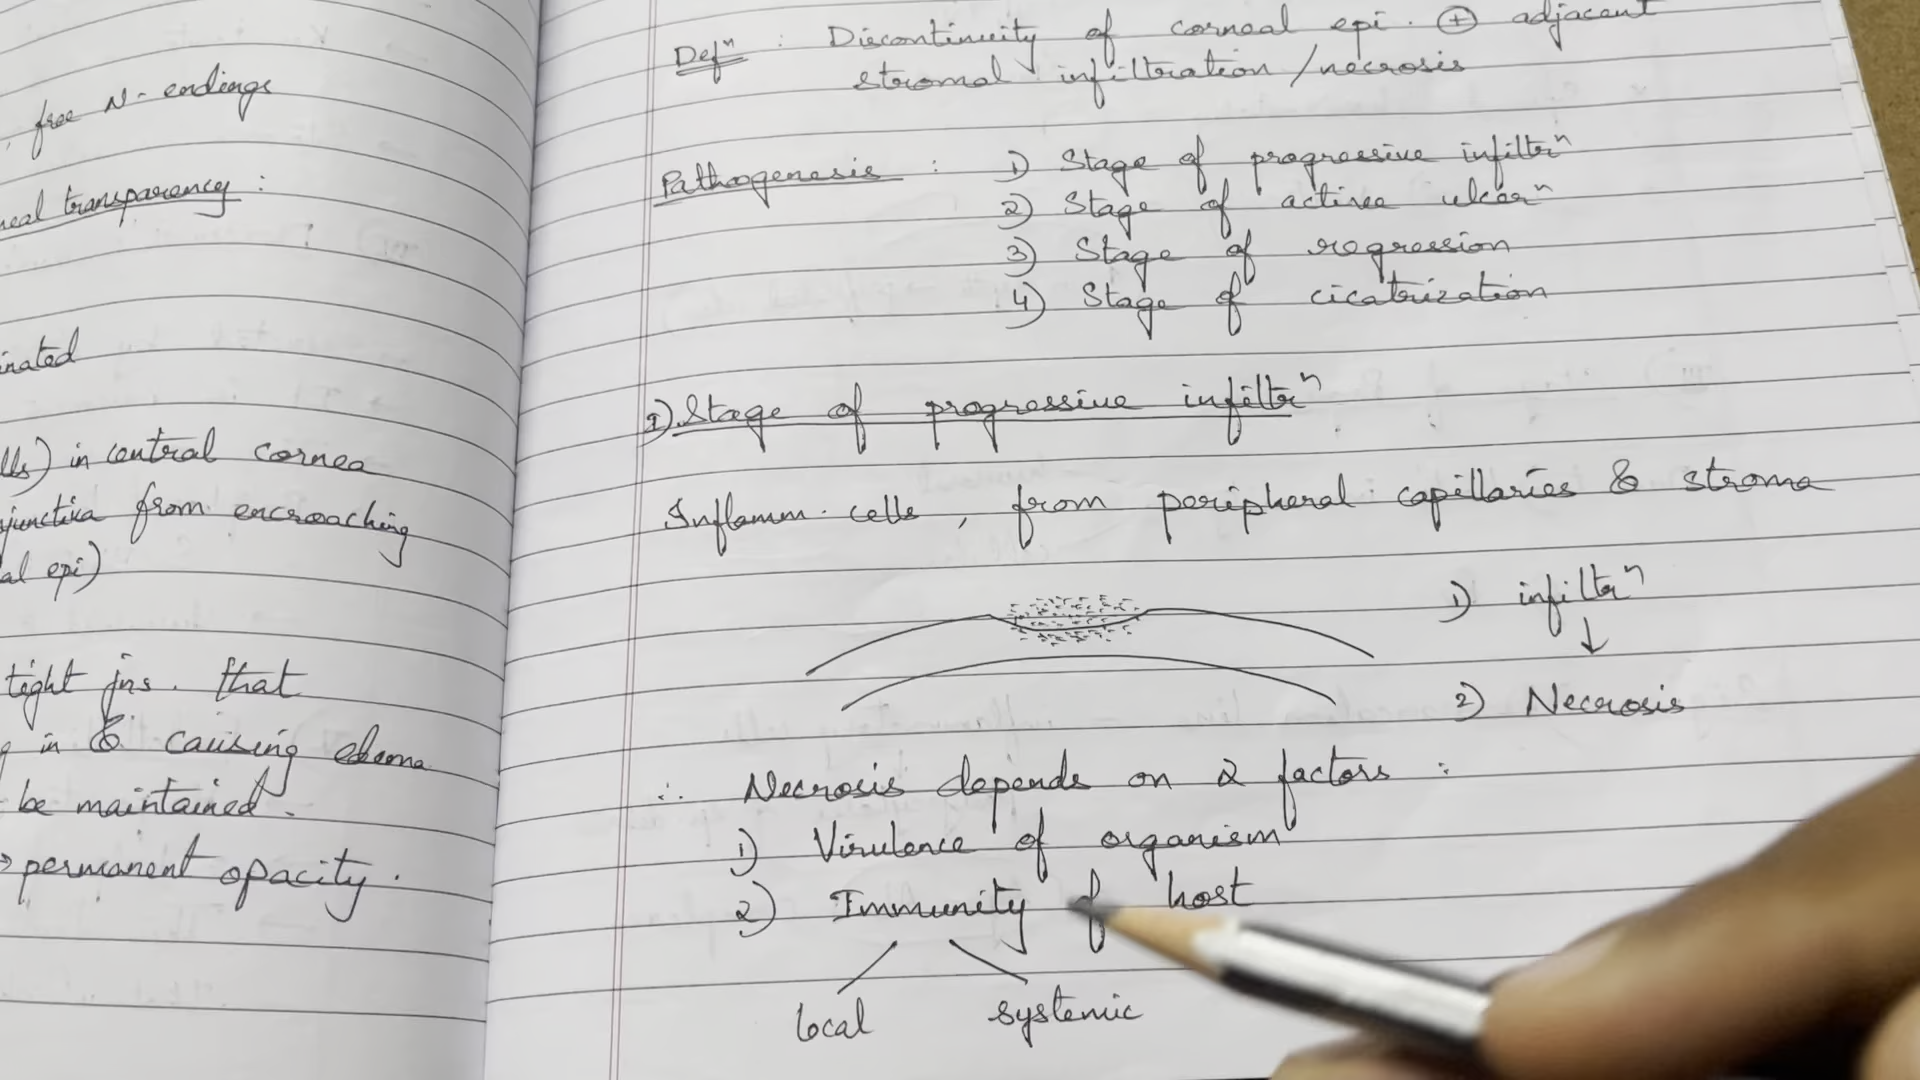 free N- endings
neal transparency :
inated
lls) in central cornea
njunctiva from encroaching
al epi)
tight jns. that
in & causing edema
be maintained.
permanent opacity.
Defⁿ : Discontinuity of corneal epi. ⊕ adjacent
stromal infiltration / necrosis
Pathogenesis : 1) Stage of progressive infiltrⁿ
2) Stage of active ulcerⁿ
3) Stage of regression
4) Stage of cicatrization
1). Stage of progressive infiltrⁿ
Inflamm. cells, from peripheral capillaries & stroma
1) infiltrⁿ
↓
2) Necrosis
∴ Necrosis depends on 2 factors :
1) Virulence of organism
2) Immunity of host
local systemic